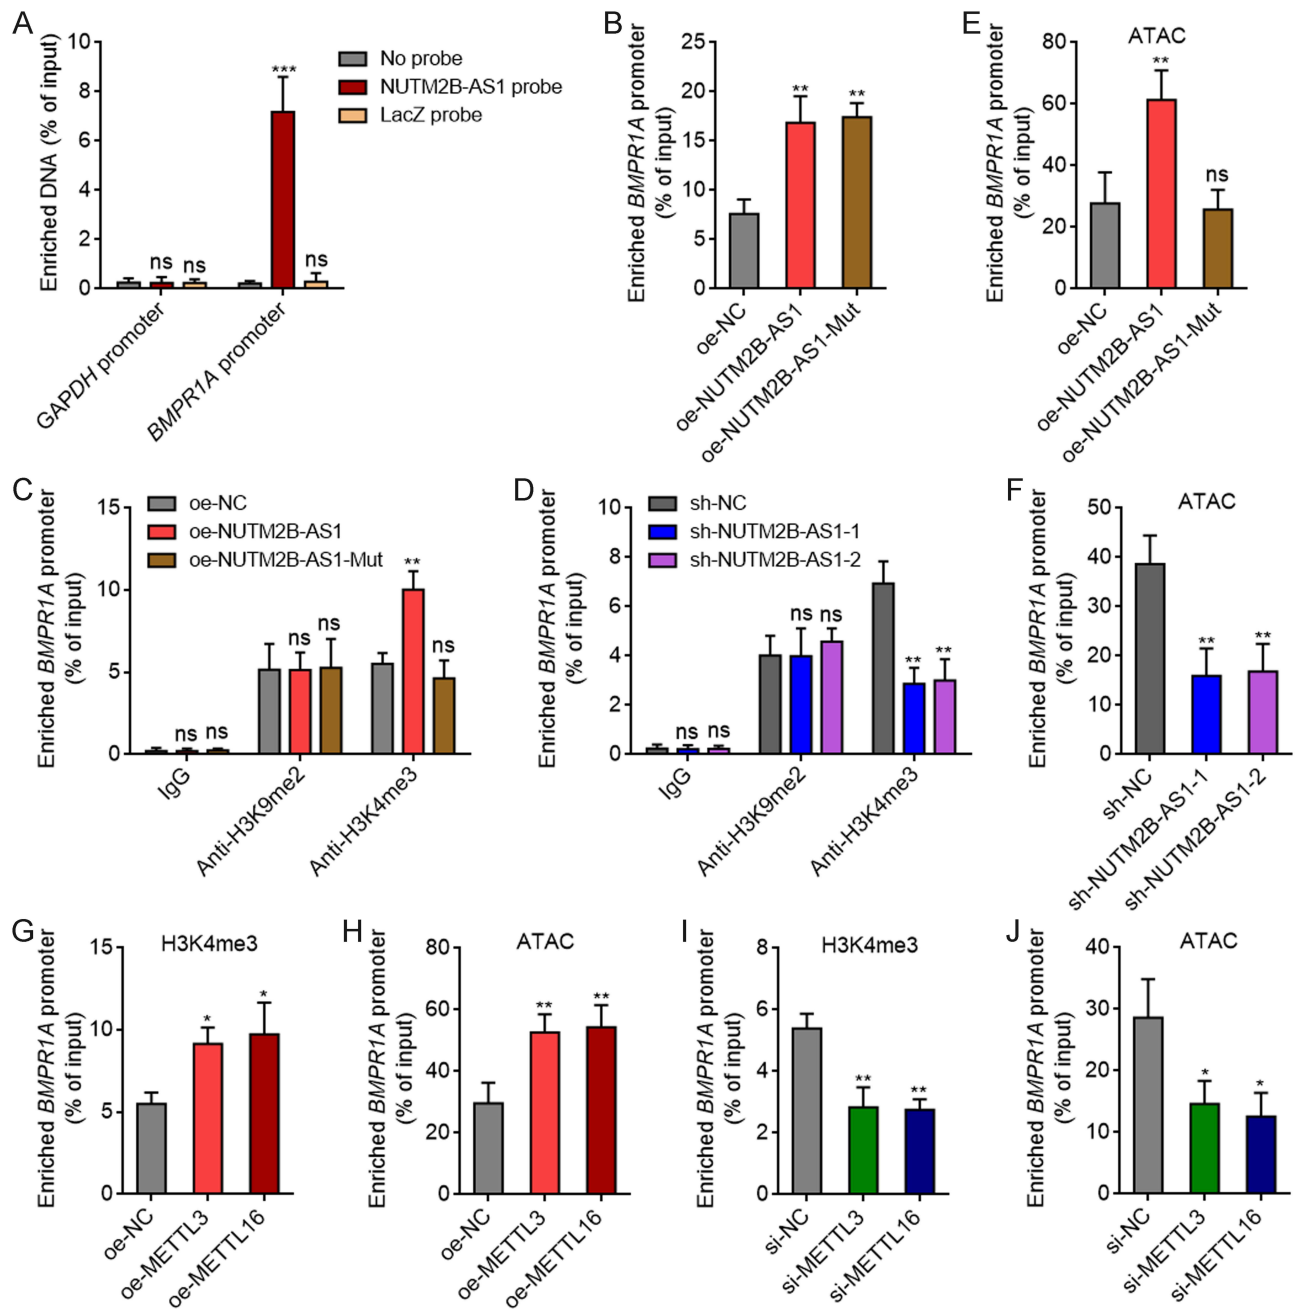 A
Enriched DNA (% of input)
10
8
6
4
2
0
***
ns
ns
ns
No probe
NUTM2B-AS1 probe
LacZ probe
GAPDH promoter
BMPR1A promoter
B
Enriched BMPR1A promoter
(% of input)
25
20
15
10
5
0
**
**
oe-NC
oe-NUTM2B-AS1
oe-NUTM2B-AS1-Mut
E
ATAC
Enriched BMPR1A promoter
(% of input)
80
60
40
20
0
**
ns
oe-NC
oe-NUTM2B-AS1
oe-NUTM2B-AS1-Mut
C
Enriched BMPR1A promoter
(% of input)
15
10
5
0
oe-NC
oe-NUTM2B-AS1
oe-NUTM2B-AS1-Mut
ns
ns
ns
ns
**
ns
IgG
Anti-H3K9me2
Anti-H3K4me3
D
Enriched BMPR1A promoter
(% of input)
10
8
6
4
2
0
sh-NC
sh-NUTM2B-AS1-1
sh-NUTM2B-AS1-2
ns
ns
ns
ns
**
**
IgG
Anti-H3K9me2
Anti-H3K4me3
F
ATAC
Enriched BMPR1A promoter
(% of input)
50
40
30
20
10
0
**
**
sh-NC
sh-NUTM2B-AS1-1
sh-NUTM2B-AS1-2
G
H3K4me3
Enriched BMPR1A promoter
(% of input)
15
10
5
0
*
*
oe-NC
oe-METTL3
oe-METTL16
H
ATAC
Enriched BMPR1A promoter
(% of input)
80
60
40
20
0
**
**
oe-NC
oe-METTL3
oe-METTL16
I
H3K4me3
Enriched BMPR1A promoter
(% of input)
8
6
4
2
0
**
**
si-NC
si-METTL3
si-METTL16
J
ATAC
Enriched BMPR1A promoter
(% of input)
40
30
20
10
0
*
*
si-NC
si-METTL3
si-METTL16